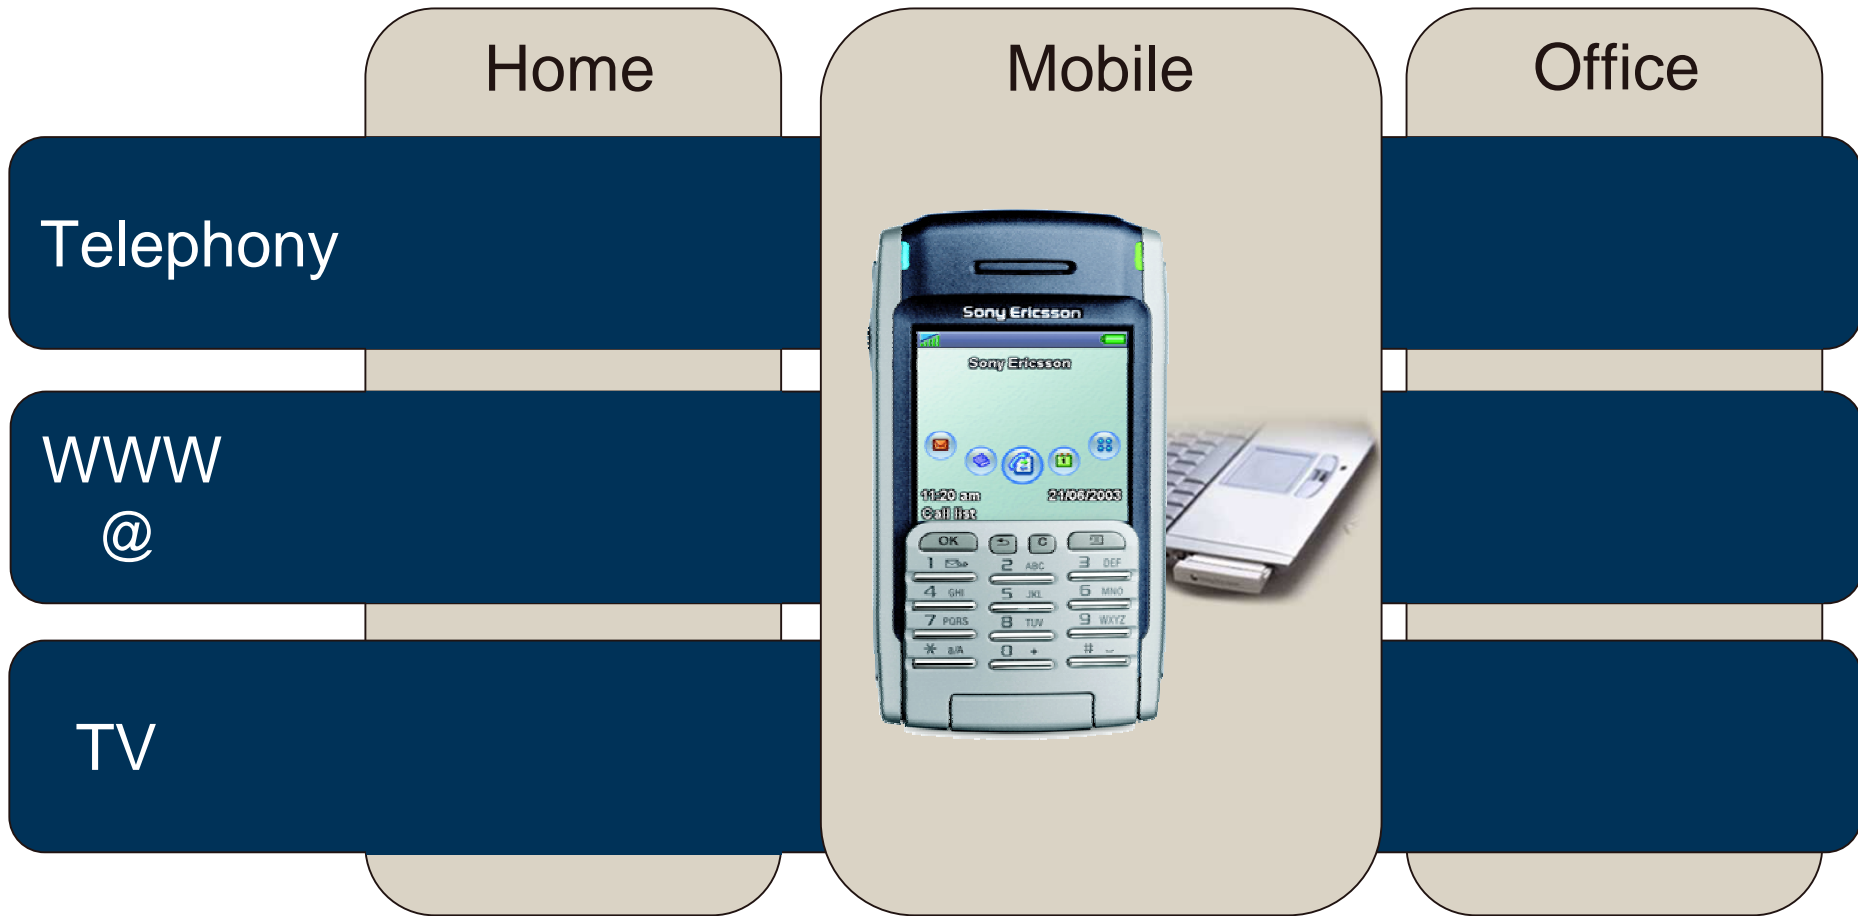 Home
Mobile
Office
Telephony
WWW
@
TV
Sony Ericsson
Sony Ericsson
11:20 am 21/06/2003
Call list
OK C
1 2 ABC 3 DEF
4 GHI 5 JKL 6 MNO
7 PQRS 8 TUV 9 WXYZ
* a/A 0 + #